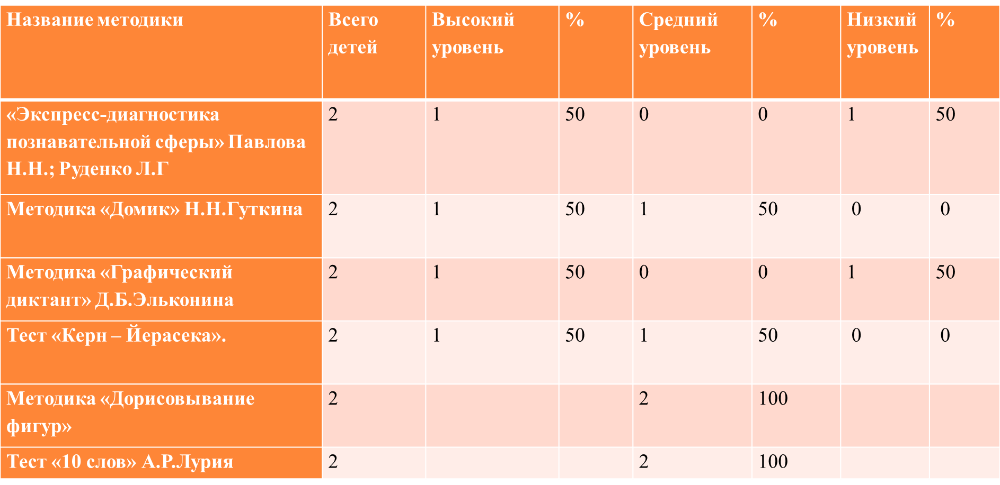 Название методики Всего детей Высокий уровень % Средний уровень % Низкий уровень %
«Экспресс-диагностика 2 1 50 0 0 1 50
познавательной сферы» Павлова
Н.Н.; Руденко Л.Г
Методика «Домик» Н.Н.Гуткина 2 1 50 1 50 0 0
Методика «Графический 2 1 50 0 0 1 50
диктант» Д.Б.Эльконина
Тест «Керн – Йерасека». 2 1 50 1 50 0 0
Методика «Дорисовывание 2 2 100
фигур»
Тест «10 слов» А.Р.Лурия 2 2 100